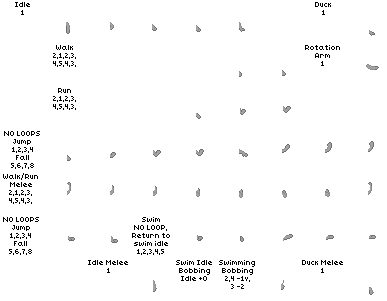 Idle
1
Duck
1
Walk
2,1,2,3,
4,5,4,3,
Rotation
Arm
1
Run
2,1,2,3,
4,5,4,3,
NO LOOPS
Jump
1,2,3,4
Fall
5,6,7,8
Walk/Run
Melee
2,1,2,3,
4,5,4,3,
NO LOOPS
Jump
1,2,3,4
Fall
5,6,7,8
Swim
NO LOOP,
Return to
swim idle
1,2,3,4,5
Idle Melee
1
Swim Idle
Bobbing
Idle +0
Swimming
Bobbing
2,4 -1v,
3 -2
Duck Melee
1